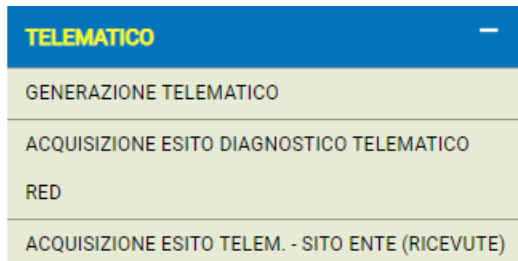 TELEMATICO
GENERAZIONE TELEMATICO
ACQUISIZIONE ESITO DIAGNOSTICO TELEMATICO
RED
ACQUISIZIONE ESITO TELEM. - SITO ENTE (RICEVUTE)